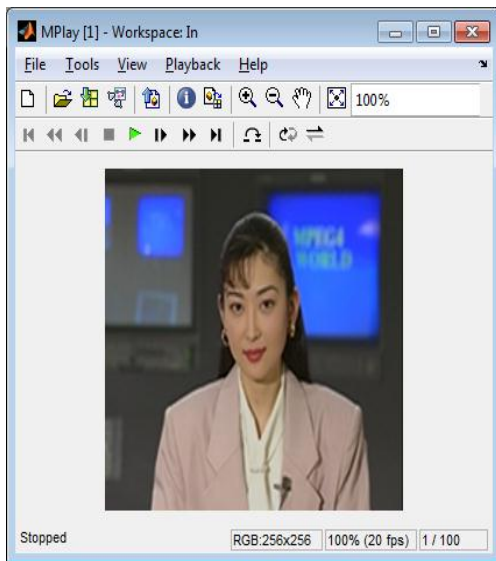 MPlay [1] - Workspace: In
File Tools View Playback Help
100%
MPEG4
WORLD
Stopped RGB:256x256 100% (20 fps) 1 / 100